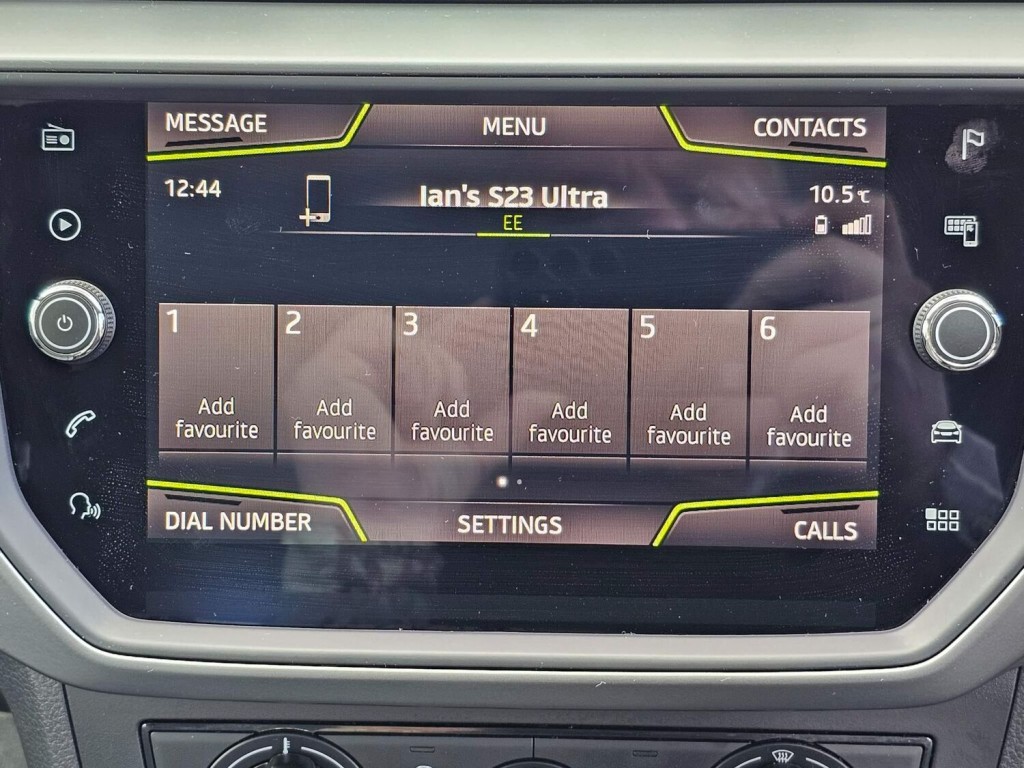 MESSAGE MENU CONTACTS
12:44 Ian's S23 Ultra 10.5°C
EE
1 2 3 4 5 6
Add Add Add Add Add Add
favourite favourite favourite favourite favourite favourite
DIAL NUMBER SETTINGS CALLS